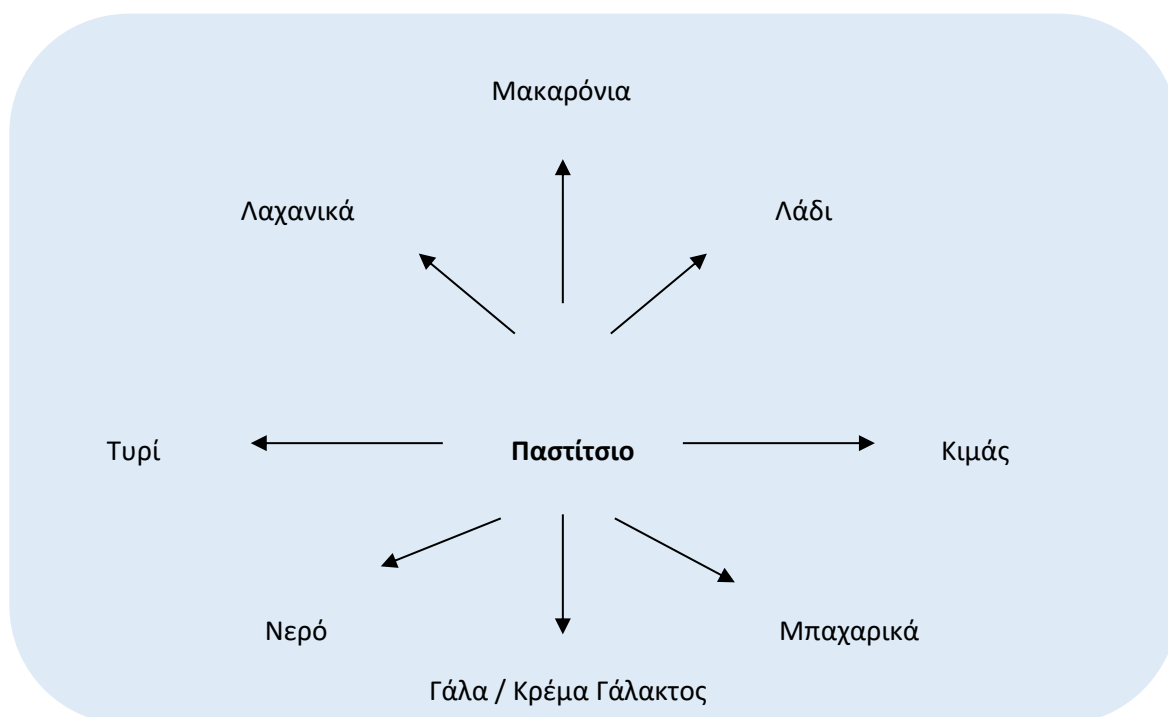 Μακαρόνια
Λαχανικά
Λάδι
Τυρί
Παστίτσιο
Κιμάς
Νερό
Μπαχαρικά
Γάλα / Κρέμα Γάλακτος